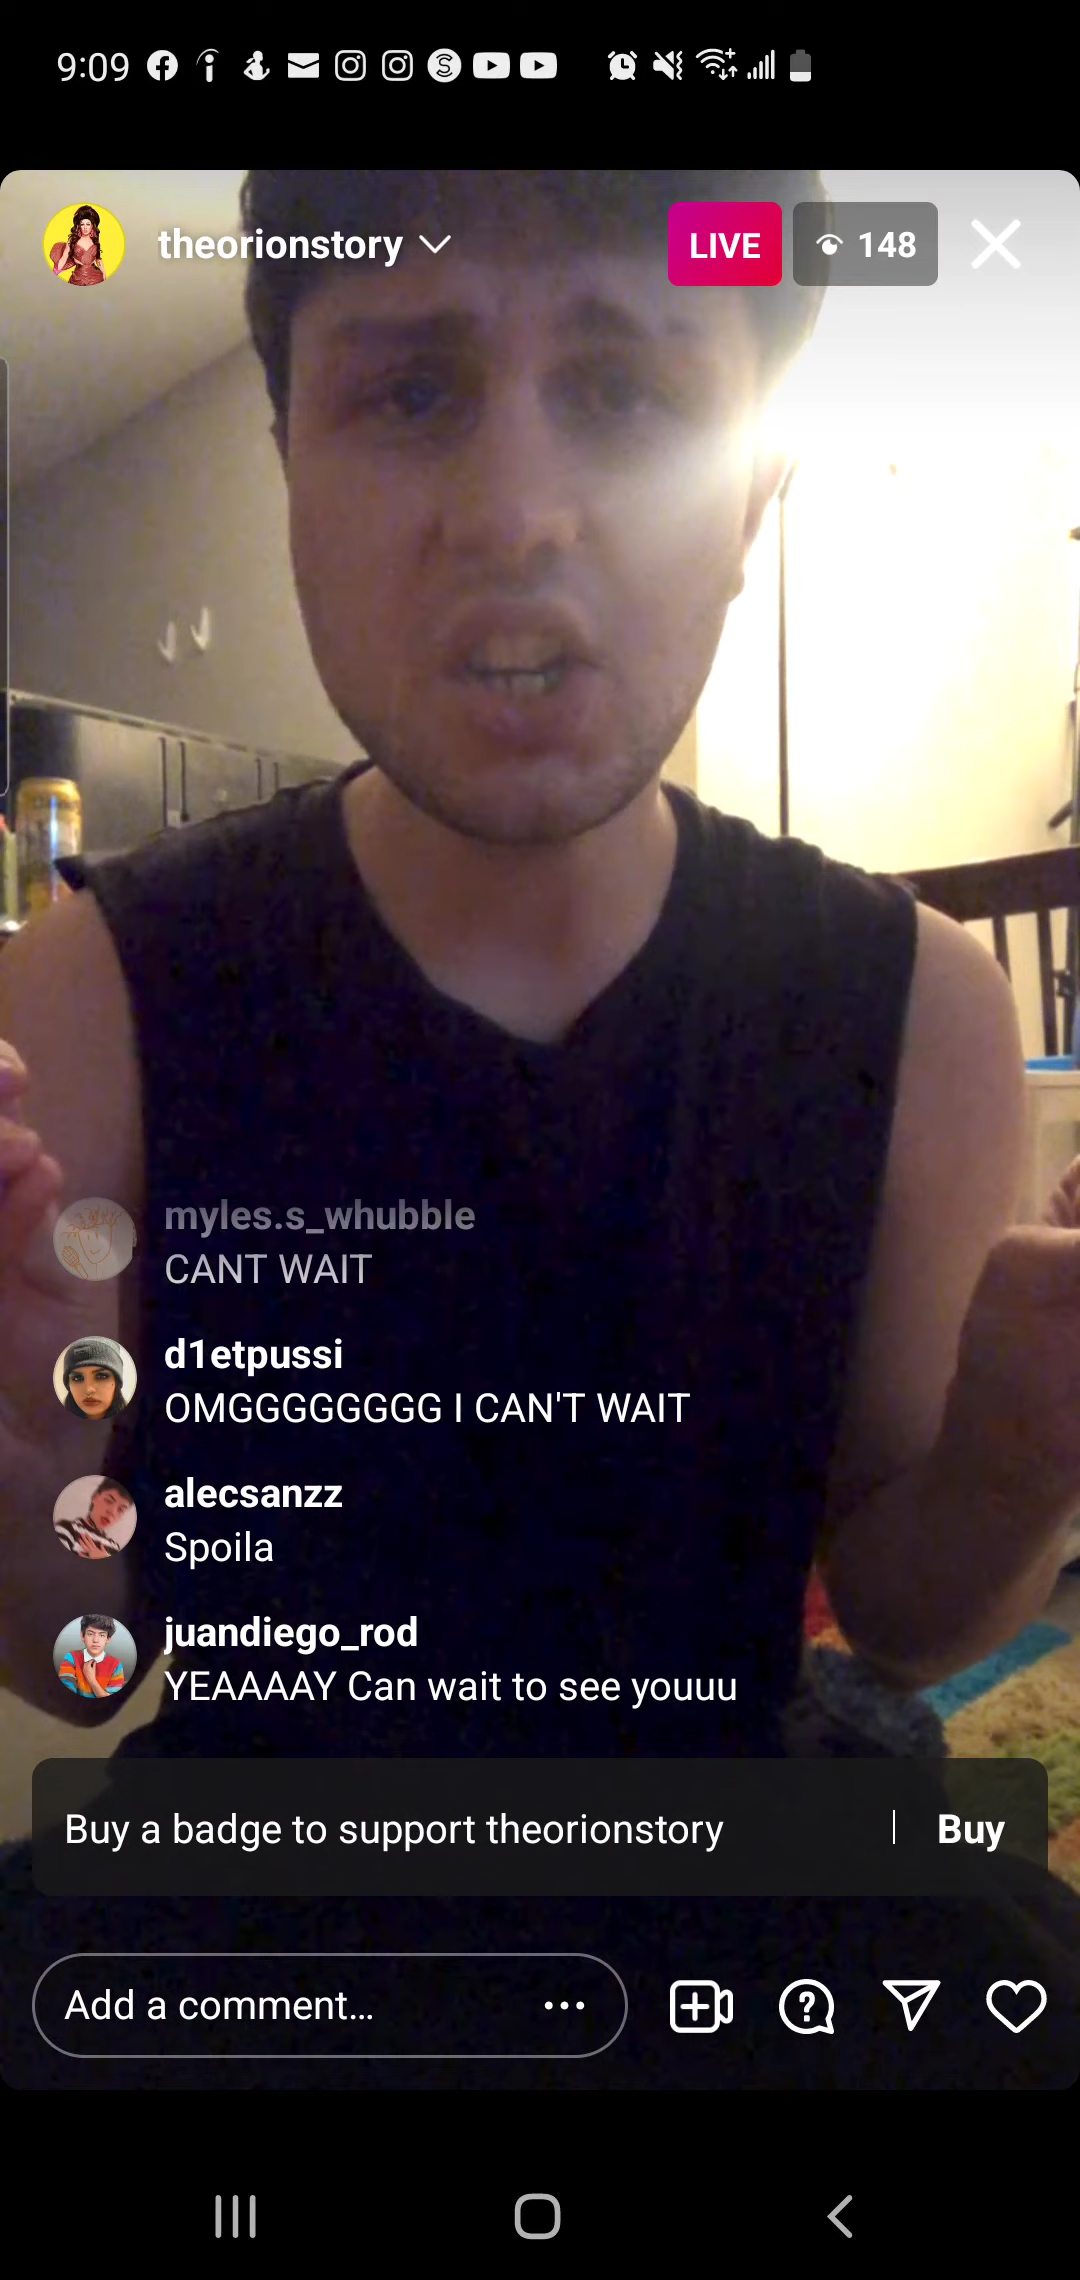 9:09
theorionstory
LIVE
148
myles.s_whubble
CANT WAIT
d1etpussi
OMGGGGGGGG I CAN'T WAIT
alecsanzz
Spoila
juandiego_rod
YEAAAAY Can wait to see youuu
Buy a badge to support theorionstory | Buy
Add a comment...